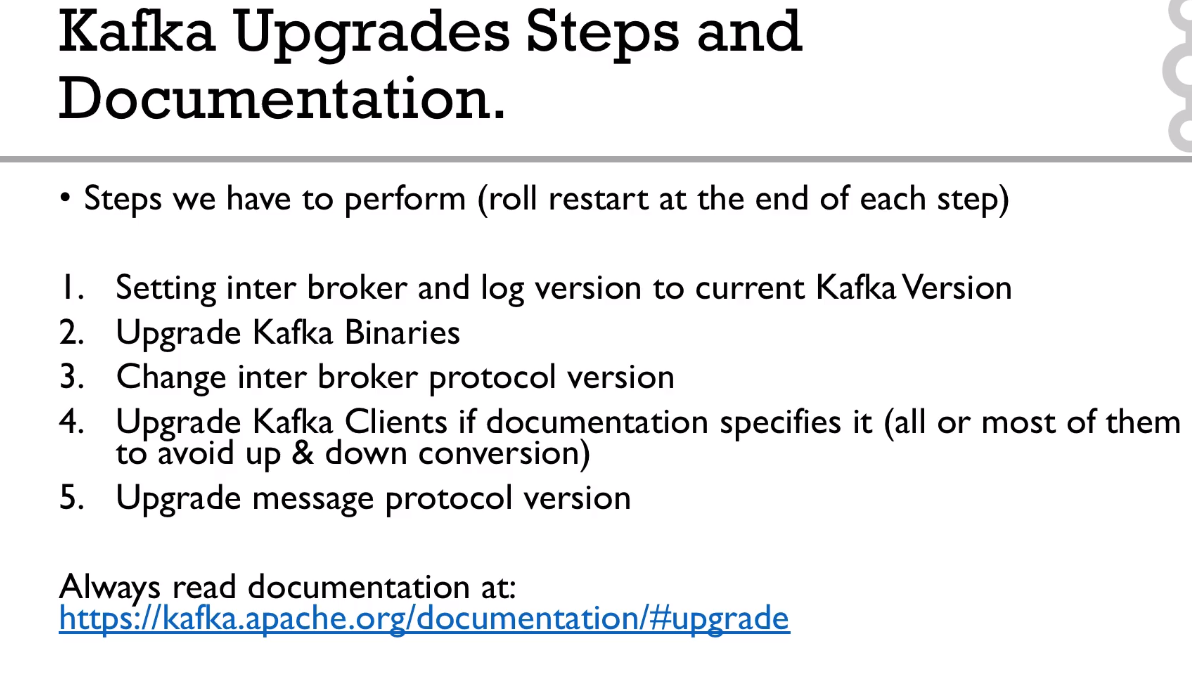 Kafka Upgrades Steps and
Documentation.
• Steps we have to perform (roll restart at the end of each step)
1. Setting inter broker and log version to current Kafka Version
2. Upgrade Kafka Binaries
3. Change inter broker protocol version
4. Upgrade Kafka Clients if documentation specifies it (all or most of them
to avoid up & down conversion)
5. Upgrade message protocol version
Always read documentation at:
https://kafka.apache.org/documentation/#upgrade